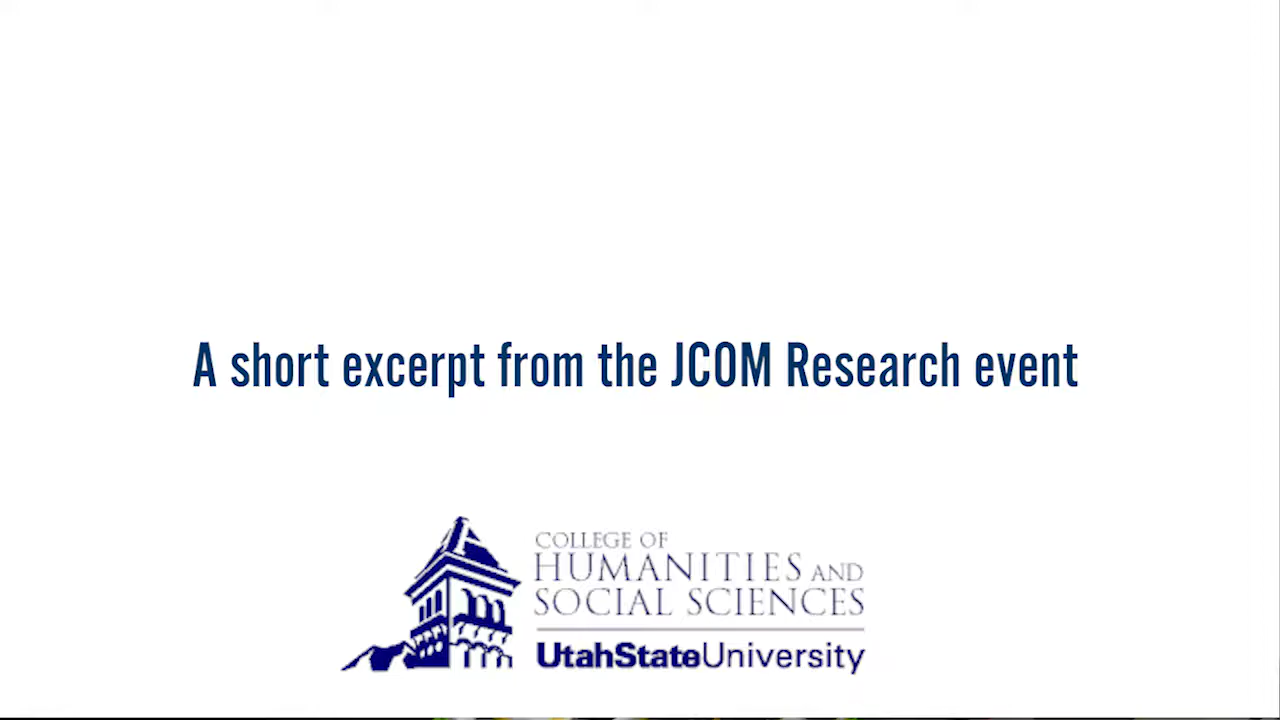 A short excerpt from the JCOM Research event
COLLEGE OF
HUMANITIES AND
SOCIAL SCIENCES
UtahStateUniversity